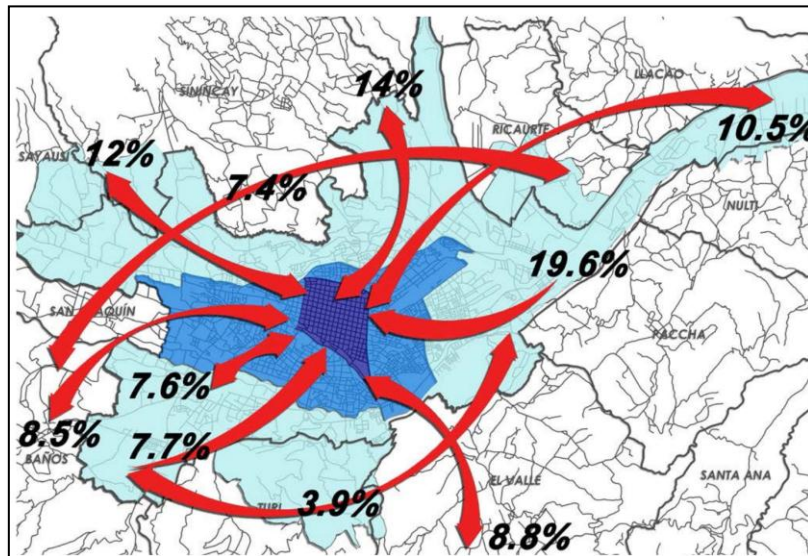 LLACAO
SININCAY
14%
RICAURTE
10.5%
SAYAUSI
12%
7.4%
NULTI
19.6%
SAN JOAQUÍN
PACCHA
7.6%
8.5%
7.7%
BAÑOS
EL VALLE
SANTA ANA
3.9%
TURI
8.8%